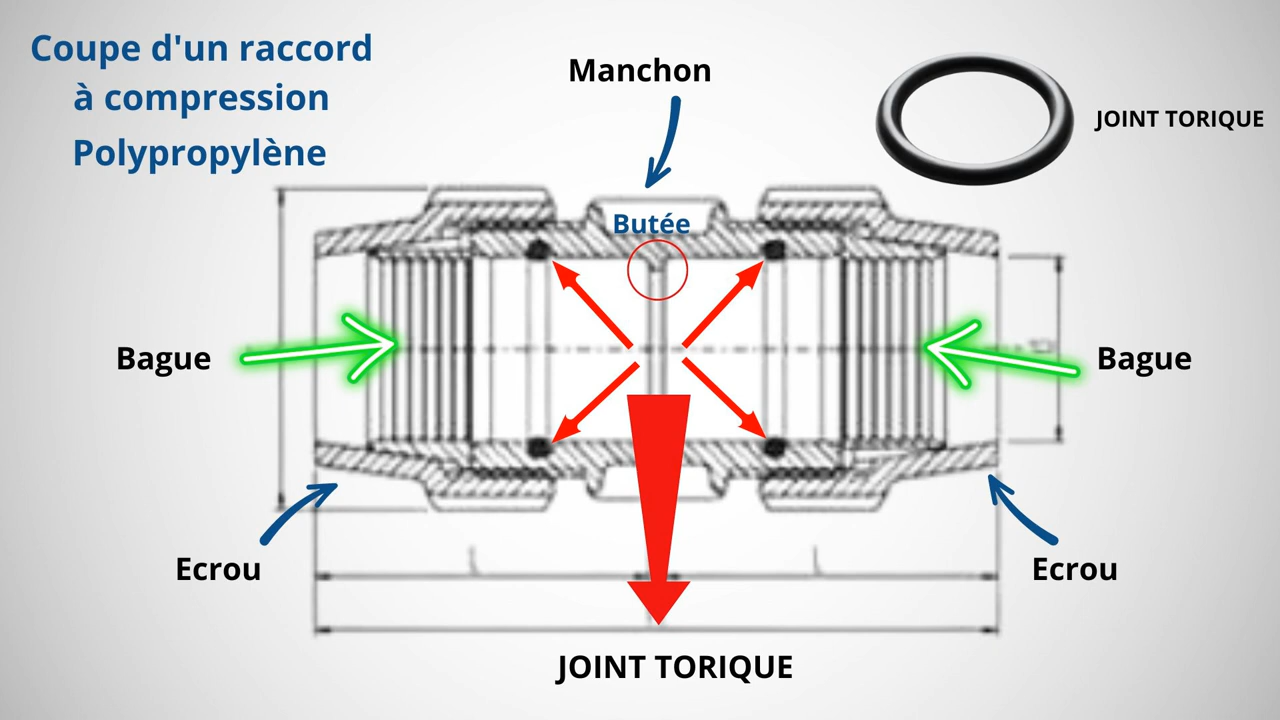 Coupe d'un raccord
à compression
Polypropylène
Manchon
JOINT TORIQUE
Butée
Bague
Bague
Ecrou
Ecrou
JOINT TORIQUE